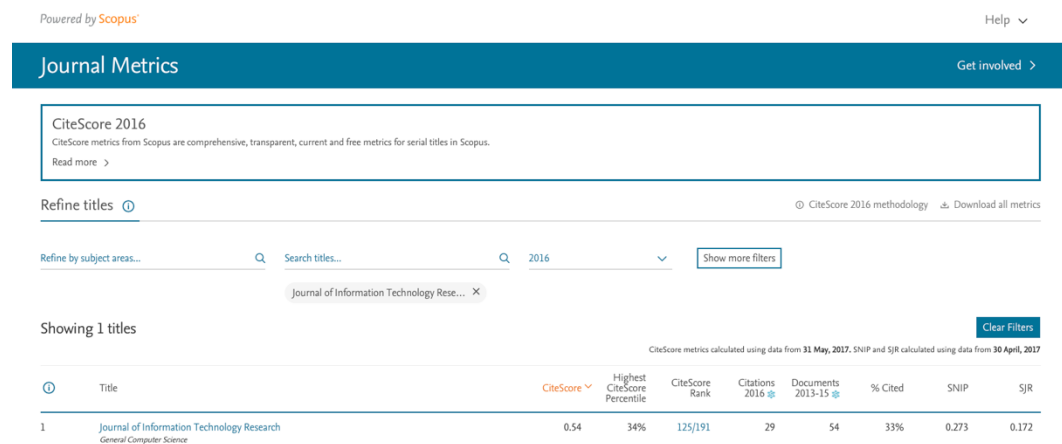 Powered by Scopus
Help
Journal Metrics
Get involved
CiteScore 2016
CiteScore metrics from Scopus are comprehensive, transparent, current and free metrics for serial titles in Scopus.
Read more
Refine titles
CiteScore 2016 methodology
Download all metrics
Refine by subject areas...
Search titles...
2016
Show more filters
Journal of Information Technology Rese...
Showing 1 titles
Clear Filters
CiteScore metrics calculated using data from 31 May, 2017. SNIP and SJR calculated using data from 30 April, 2017
Title CiteScore Highest CiteScore Percentile CiteScore Rank Citations 2016 Documents 2013-15 % Cited SNIP SJR
1 Journal of Information Technology Research 0.54 34% 125/191 29 54 33% 0.273 0.172
General Computer Science